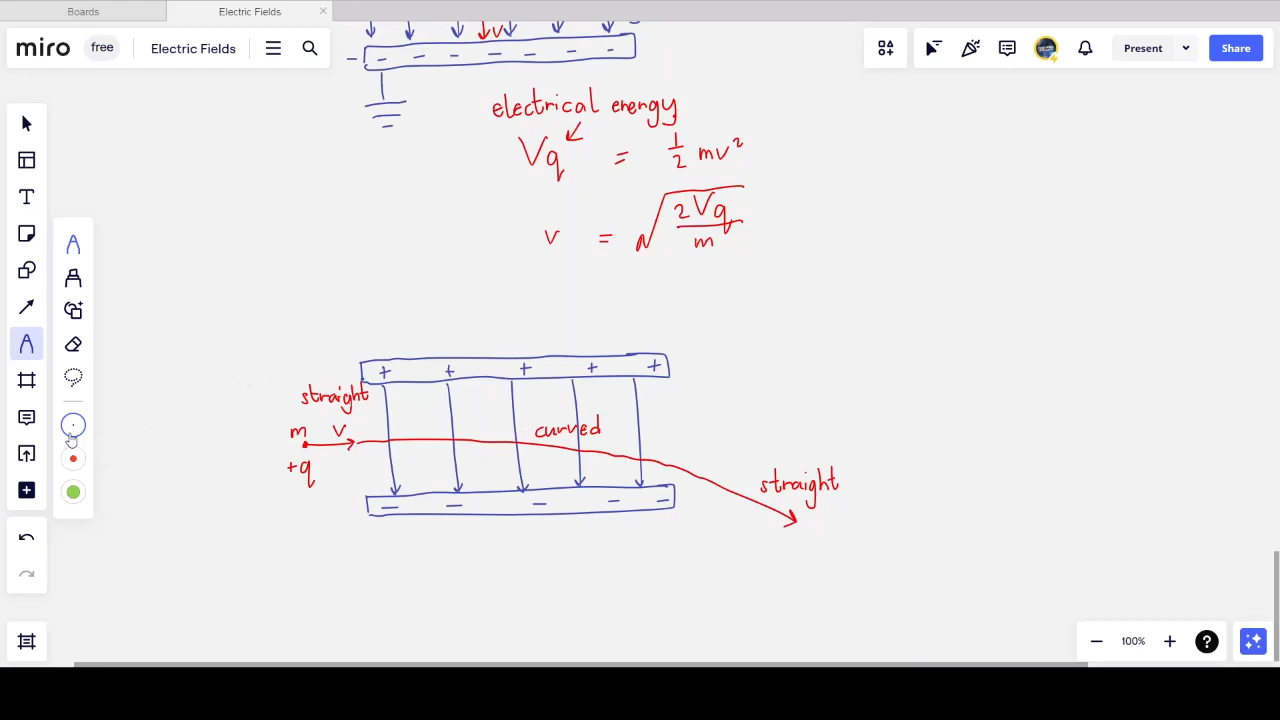 Boards
Electric Fields
miro
free
Electric Fields
Present
Share
v
− − − − − − −
electrical energy
Vq = 1/2 mv²
v = √(2Vq/m)
+ + + + +
straight
m v
curved
+q
straight
− − − − −
− 100% + ?